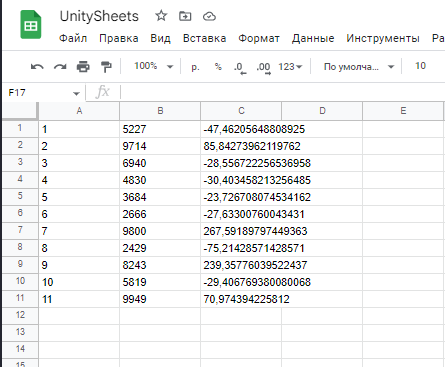 UnitySheets
Файл Правка Вид Вставка Формат Данные Инструменты Ра
100% р. % .0 .00 123 По умолча... 10
F17 fx
A B C D E
1 1 5227 -47,46205648808925
2 2 9714 85,84273962119762
3 3 6940 -28,556722256536958
4 4 4830 -30,403458213256485
5 5 3684 -23,726708074534162
6 6 2666 -27,63300760043431
7 7 9800 267,59189797449363
8 8 2429 -75,21428571428571
9 9 8243 239,35776039522437
10 10 5819 -29,406769380080068
11 11 9949 70,974394225812
12
13
14
15